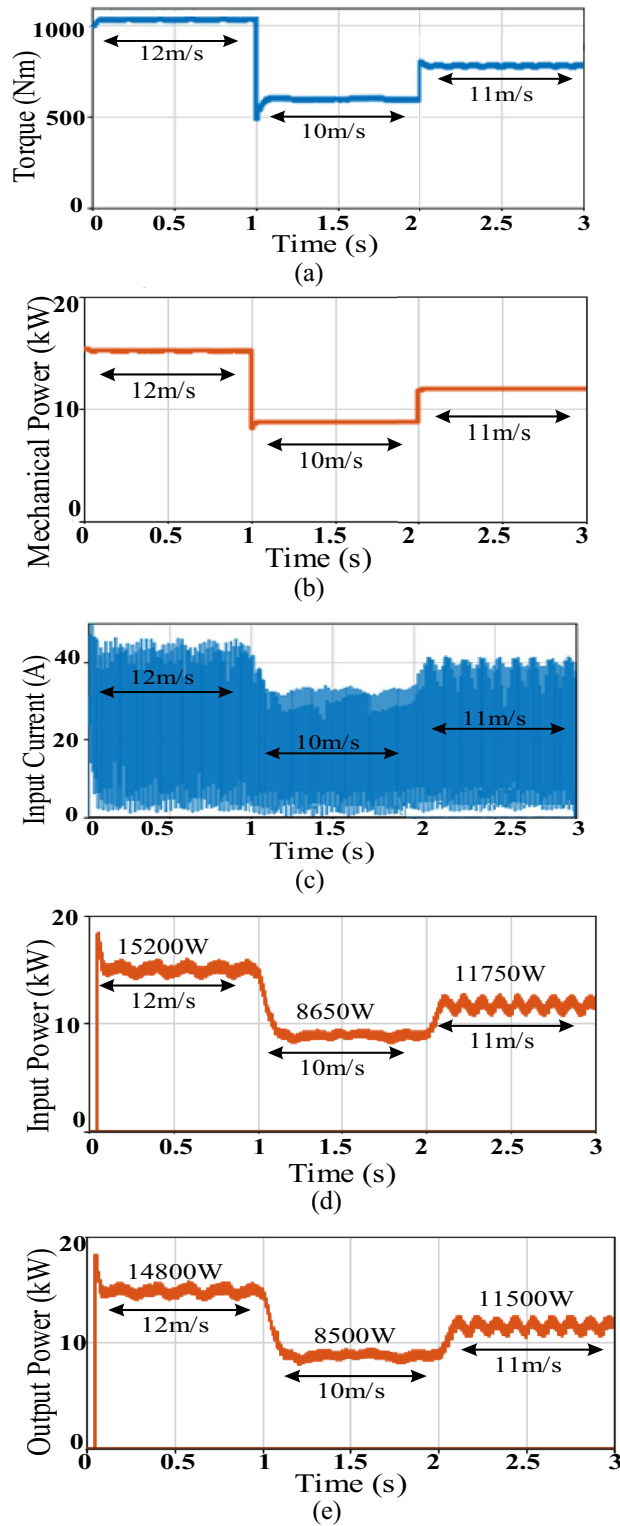 1000
500
0
Torque (Nm)
12m/s
10m/s
11m/s
0 0.5 1 1.5 2 2.5 3
Time (s)
(a)
20
10
0
Mechanical Power (kW)
12m/s
10m/s
11m/s
0 0.5 1 1.5 2 2.5 3
Time (s)
(b)
40
20
0
Input Current (A)
12m/s
10m/s
11m/s
0 0.5 1 1.5 2 2.5 3
Time (s)
(c)
20
10
0
Input Power (kW)
15200W
12m/s
8650W
10m/s
11750W
11m/s
0 0.5 1 1.5 2 2.5 3
Time (s)
(d)
20
10
0
Output Power (kW)
14800W
12m/s
8500W
10m/s
11500W
11m/s
0 0.5 1 1.5 2 2.5 3
Time (s)
(e)